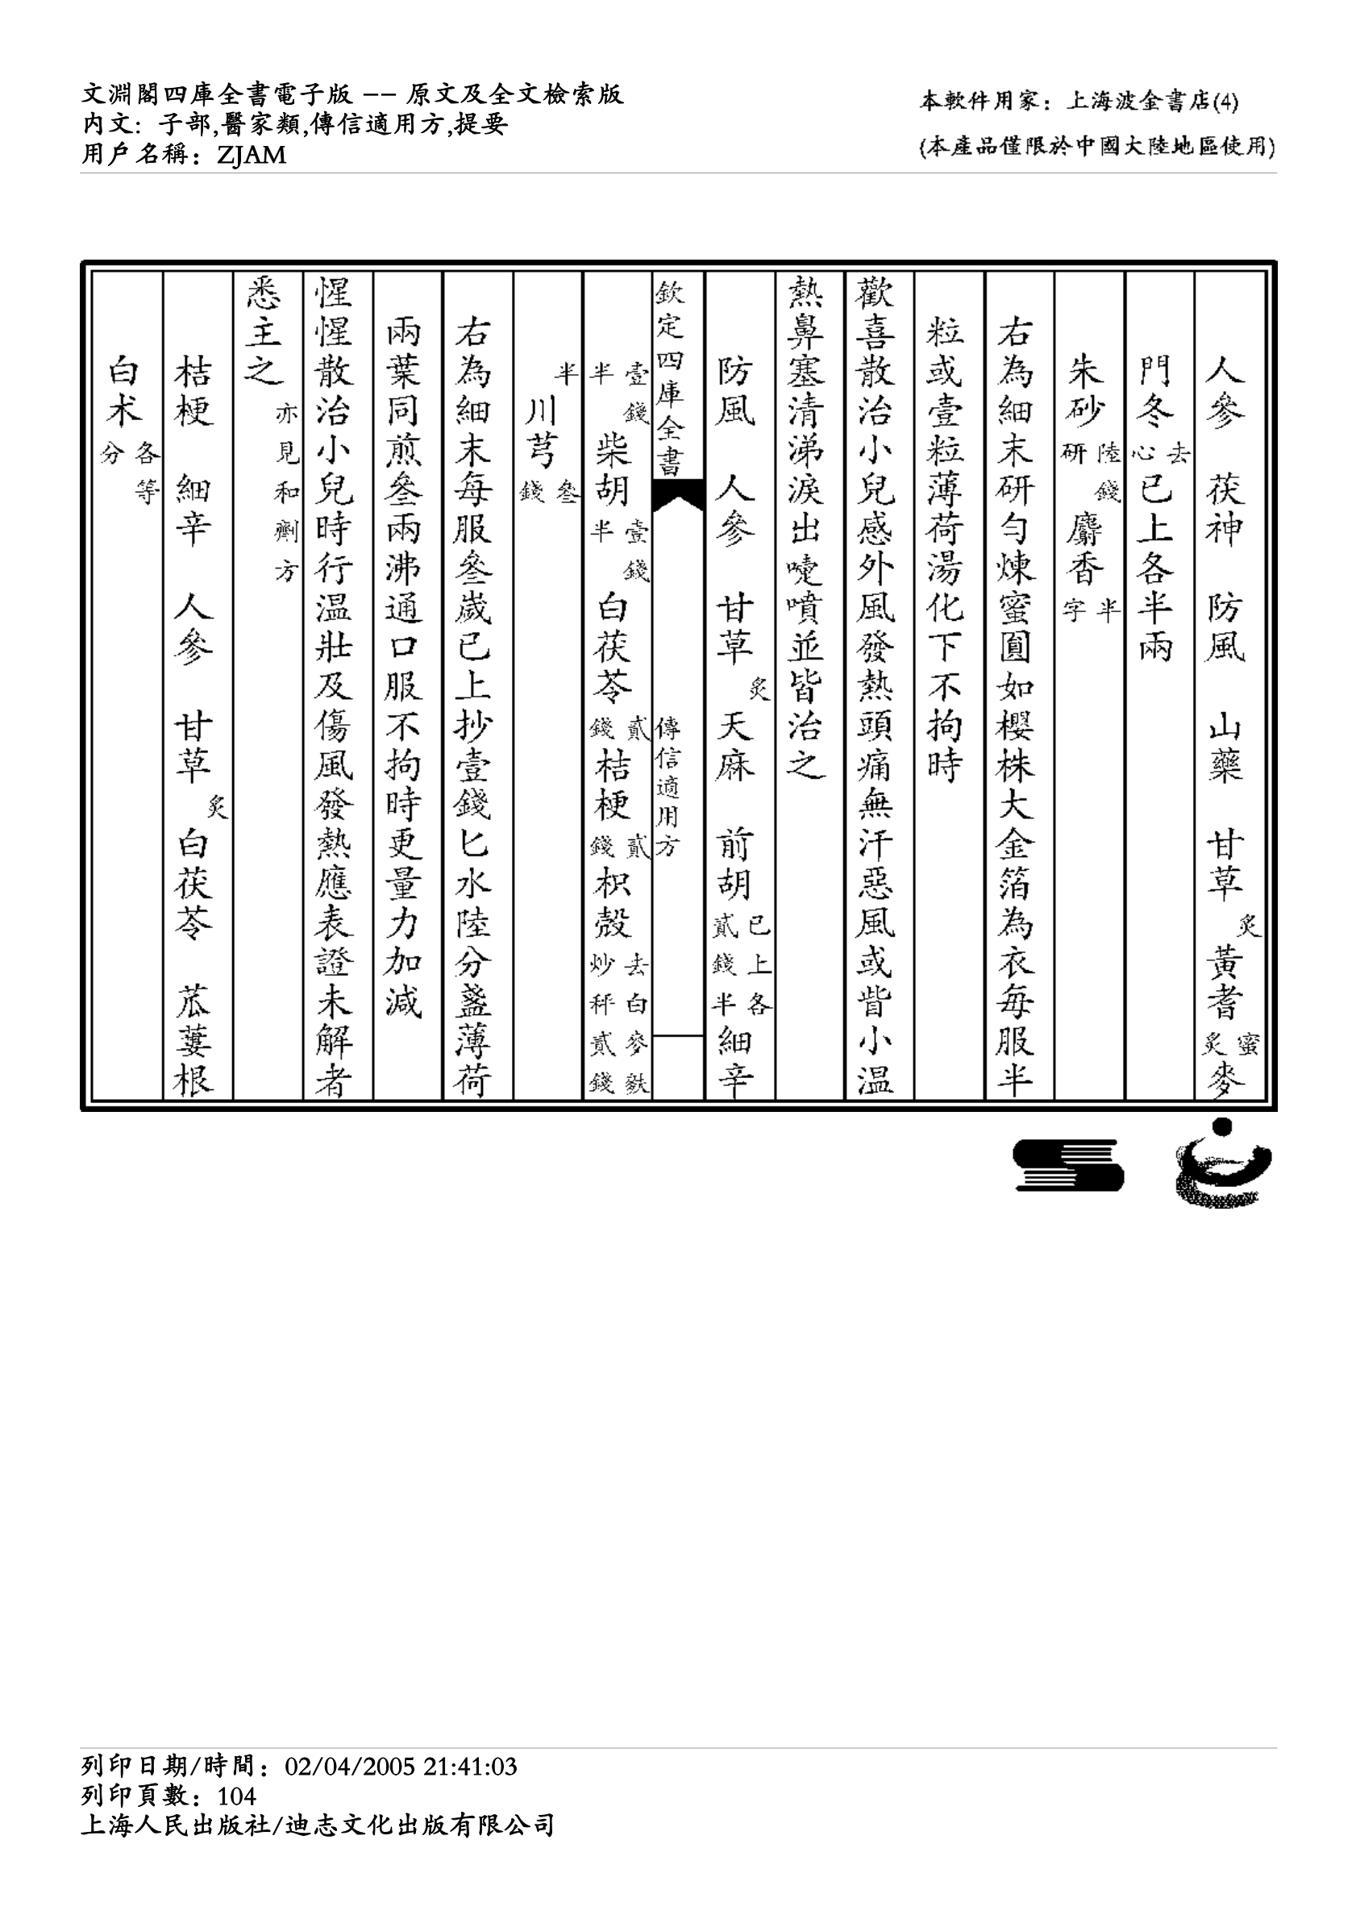 文淵閣四庫全書電子版 -- 原文及全文檢索版
内文: 子部,醫家類,傳信適用方,提要
用戶名稱: ZJAM
本軟件用家: 上海波金書店(4)
(本產品僅限於中國大陸地區使用)
人參 茯神 防風 山藥 甘草炙黃耆蜜炙麥
門冬去心已上各半兩
朱砂陸錢研麝香半字
右為細末研勻煉蜜圓如櫻株大金箔為衣每服半
粒或壹粒薄荷湯化下不拘時
歡喜散治小兒感外風發熱頭痛無汗惡風或皆小温
熱鼻塞清涕淚出嚏噴並皆治之
防風 人參 甘草炙天麻 前胡已上各貳錢半細辛
欽定四庫全書 傳信適用方
壹錢半柴胡壹錢半白茯苓貳錢桔梗貳錢枳殼去白麥麩炒秤貳錢
半川芎叄錢
右為細末每服叄嵗已上抄壹錢匕水陸分盞薄荷
兩葉同煎叄兩沸通口服不拘時更量力加減
惺惺散治小兒時行温壯及傷風發熱應表證未解者
悉主之亦見和劑方
桔梗 細辛 人參 甘草炙白茯苓 苽蔞根
白术各等分
列印日期/時間: 02/04/2005 21:41:03
列印頁數: 104
上海人民出版社/迪志文化出版有限公司